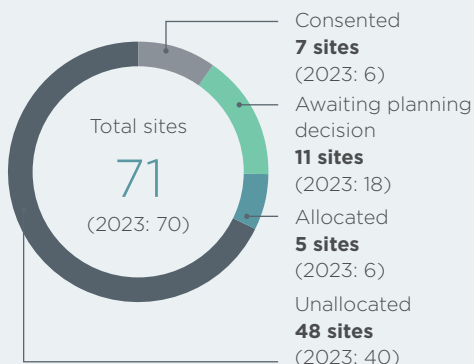 Total sites
71
(2023: 70)
Consented
7 sites
(2023: 6)
Awaiting planning
decision
11 sites
(2023: 18)
Allocated
5 sites
(2023: 6)
Unallocated
48 sites
(2023: 40)